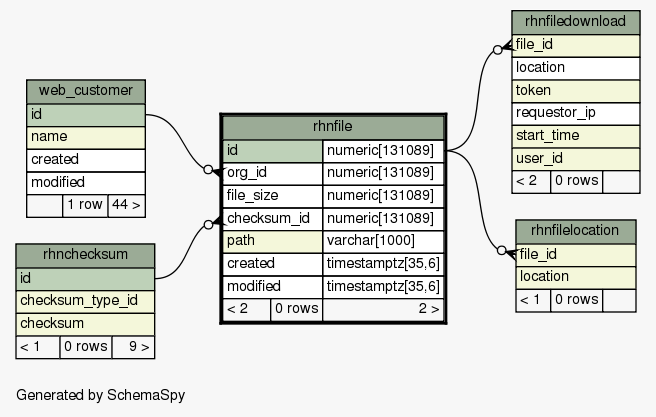 web_customer
id
name
created
modified
1 row 44 >
rhnchecksum
id
checksum_type_id
checksum
< 1 0 rows 9 >
rhnfile
id numeric[131089]
org_id numeric[131089]
file_size numeric[131089]
checksum_id numeric[131089]
path varchar[1000]
created timestamptz[35,6]
modified timestamptz[35,6]
< 2 0 rows 2 >
rhnfiledownload
file_id
location
token
requestor_ip
start_time
user_id
< 2 0 rows
rhnfilelocation
file_id
location
< 1 0 rows
Generated by SchemaSpy